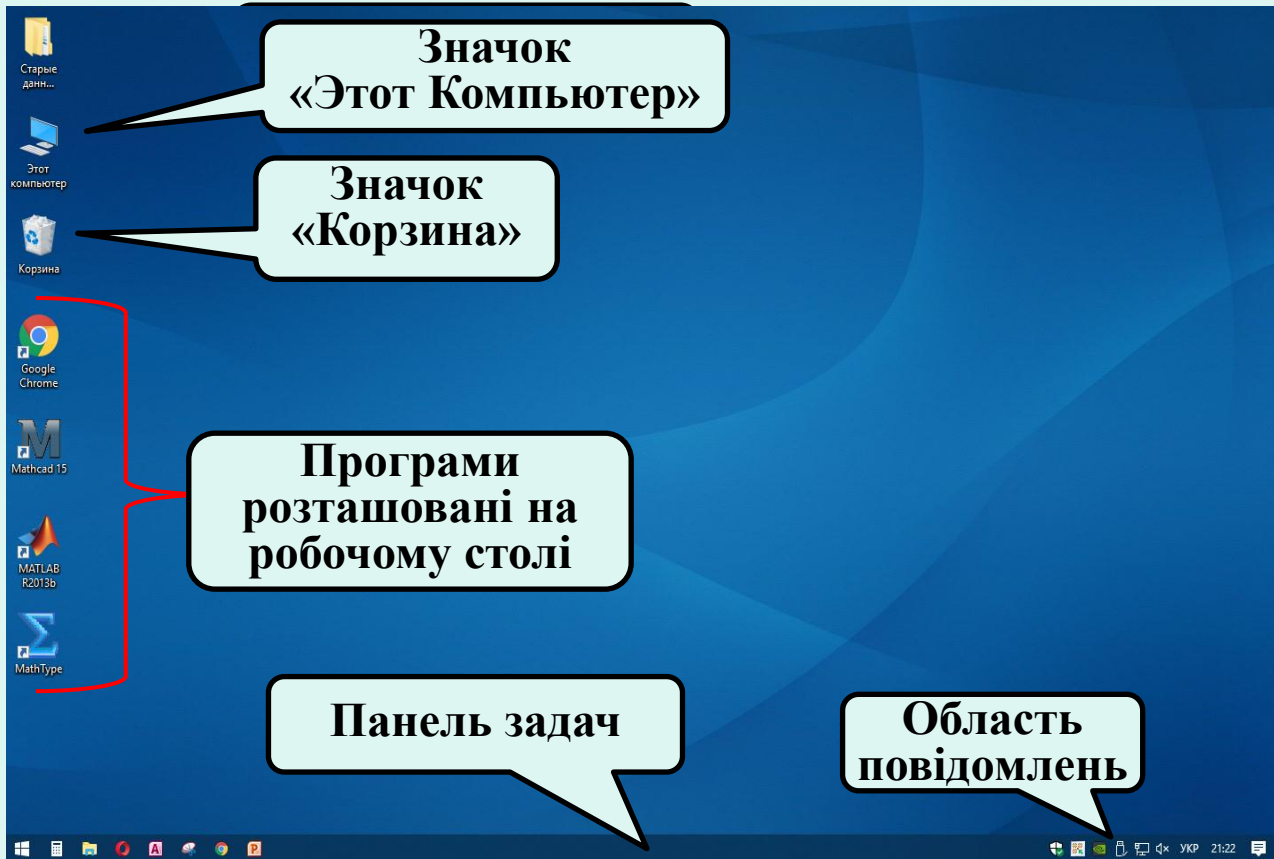 Старые
данн...
Значок
«Этот Компьютер»
Этот
компьютер
Значок
«Корзина»
Корзина
Google
Chrome
Mathcad 15
Програми
розташовані на
робочому столі
MATLAB
R2013b
MathType
Панель задач
Область
повідомлень
УКР 21:22